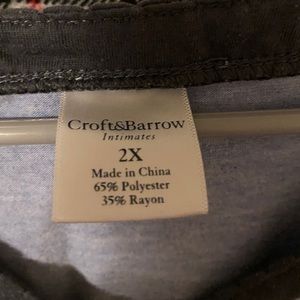 Croft&Barrow
Intimates
2X
Made in China
65% Polyester
35% Rayon